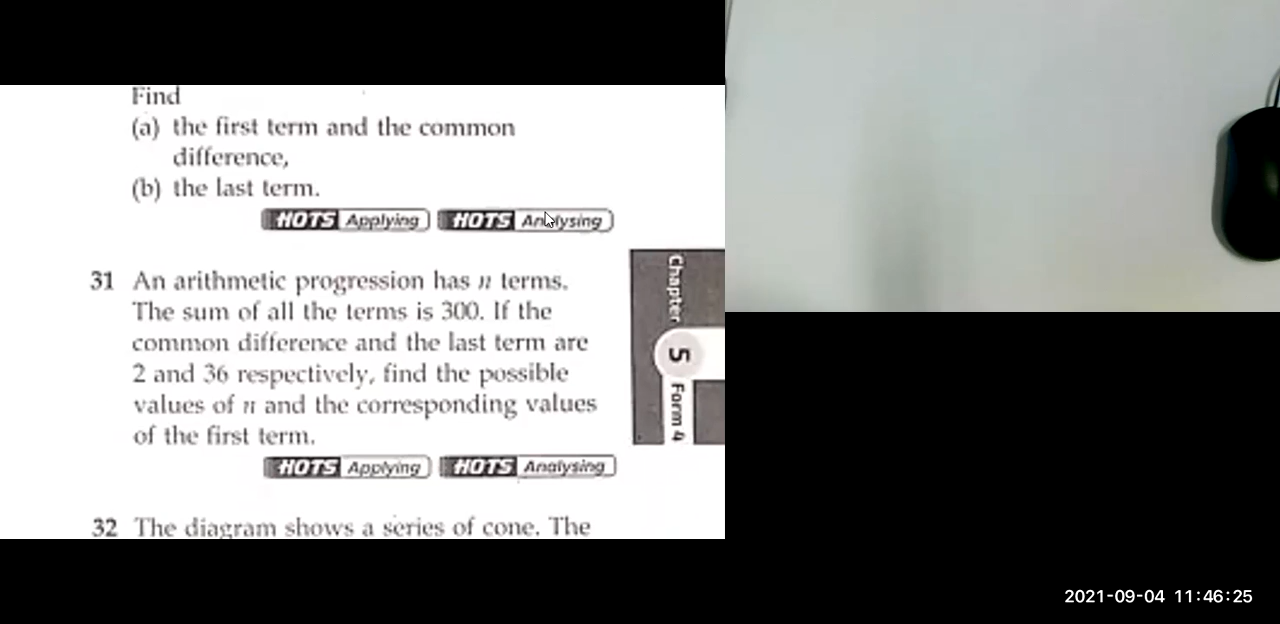 Find
(a) the first term and the common
difference,
(b) the last term.
HOTS Applying HOTS Analysing
31 An arithmetic progression has n terms.
The sum of all the terms is 300. If the
common difference and the last term are
2 and 36 respectively, find the possible
values of n and the corresponding values
of the first term.
HOTS Applying HOTS Analysing
32 The diagram shows a series of cone. The
Chapter 5 Form 4
2021-09-04 11:46:25